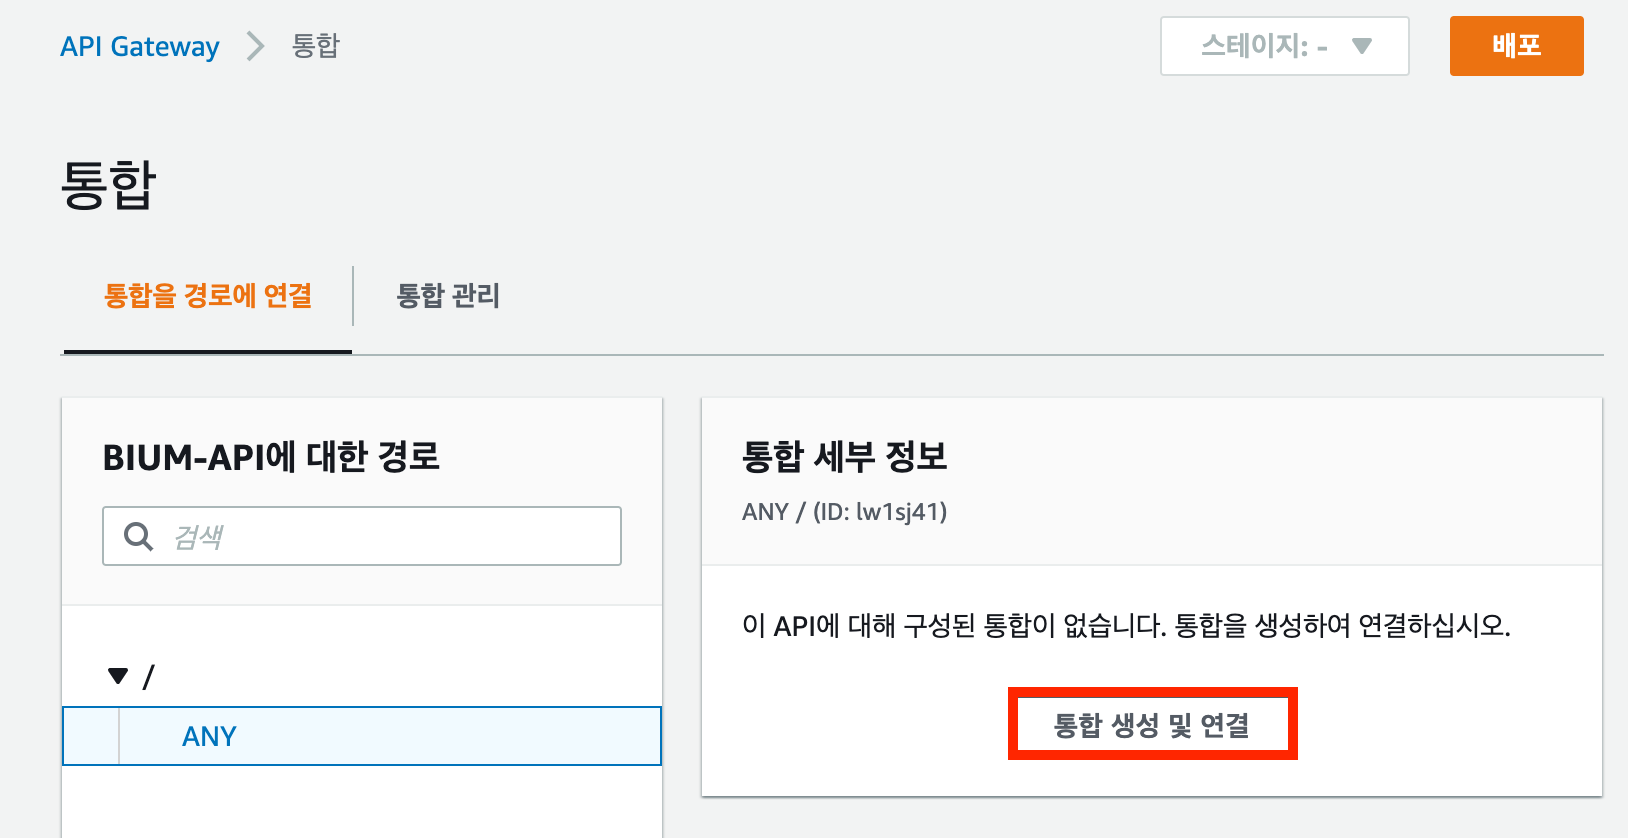 API Gateway > 통합
스테이지: - ▼
배포
통합
통합을 경로에 연결
통합 관리
BIUM-API에 대한 경로
검색
▼ /
ANY
통합 세부 정보
ANY / (ID: lw1sj41)
이 API에 대해 구성된 통합이 없습니다. 통합을 생성하여 연결하십시오.
통합 생성 및 연결